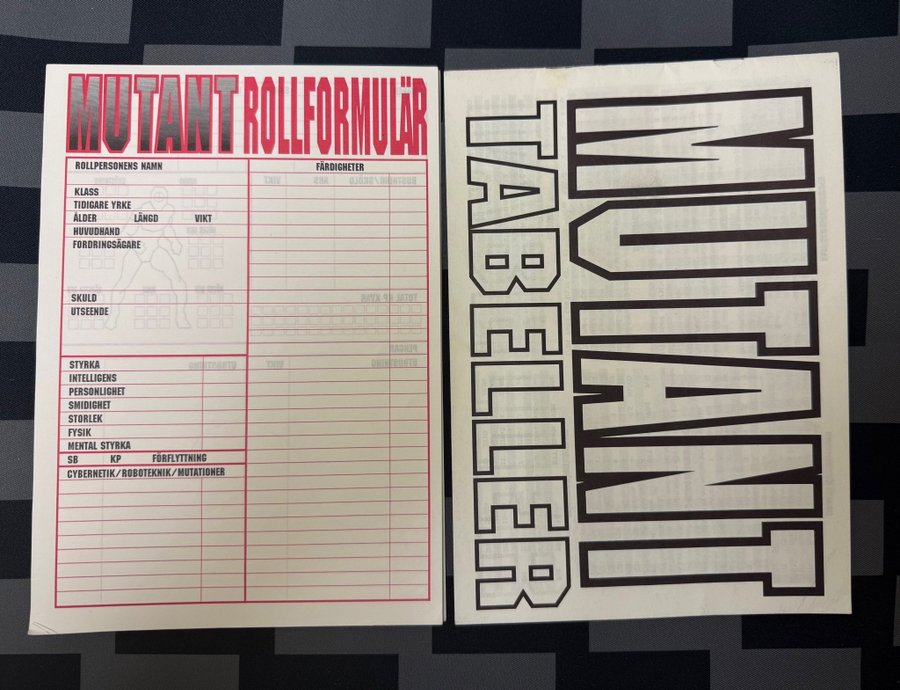 MUTANT ROLLFORMULÄR
ROLLPERSONENS NAMN
KLASS
TIDIGARE YRKE
ÅLDER LÄNGD VIKT
HUVUDHAND
FORDRINGSÄGARE
SKULD
UTSEENDE
STYRKA
INTELLIGENS
PERSONLIGHET
SMIDIGHET
STORLEK
FYSIK
MENTAL STYRKA
SB KP FÖRFLYTTNING
CYBERNETIK/ROBOTEKNIK/MUTATIONER
FÄRDIGHETER
MUTANT
TABELLER